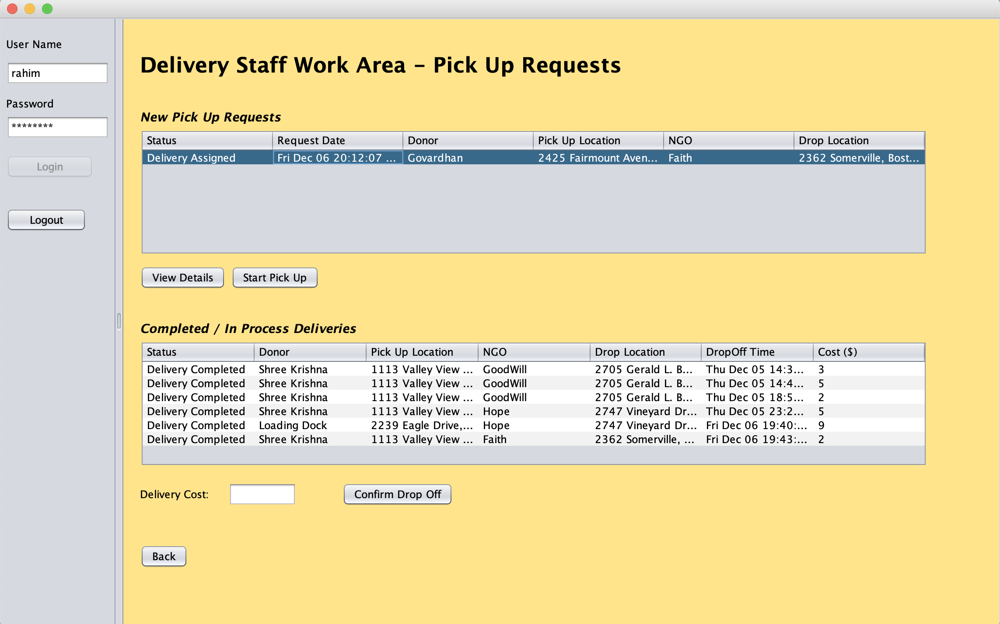 User Name
rahim
Password
********
Login
Logout
Delivery Staff Work Area - Pick Up Requests
New Pick Up Requests
Status Request Date Donor Pick Up Location NGO Drop Location
Delivery Assigned Fri Dec 06 20:12:07 ... Govardhan 2425 Fairmount Aven... Faith 2362 Somerville, Bost...
View Details Start Pick Up
Completed / In Process Deliveries
Status Donor Pick Up Location NGO Drop Location DropOff Time Cost ($)
Delivery Completed Shree Krishna 1113 Valley View ... GoodWill 2705 Gerald L. B... Thu Dec 05 14:3... 3
Delivery Completed Shree Krishna 1113 Valley View ... GoodWill 2705 Gerald L. B... Thu Dec 05 14:4... 5
Delivery Completed Shree Krishna 1113 Valley View ... GoodWill 2705 Gerald L. B... Thu Dec 05 18:5... 2
Delivery Completed Shree Krishna 1113 Valley View ... Hope 2747 Vineyard Dr... Thu Dec 05 23:2... 5
Delivery Completed Loading Dock 2239 Eagle Drive,... Hope 2747 Vineyard Dr... Fri Dec 06 19:40:... 9
Delivery Completed Shree Krishna 1113 Valley View ... Faith 2362 Somerville, ... Fri Dec 06 19:43:... 2
Delivery Cost: Confirm Drop Off
Back